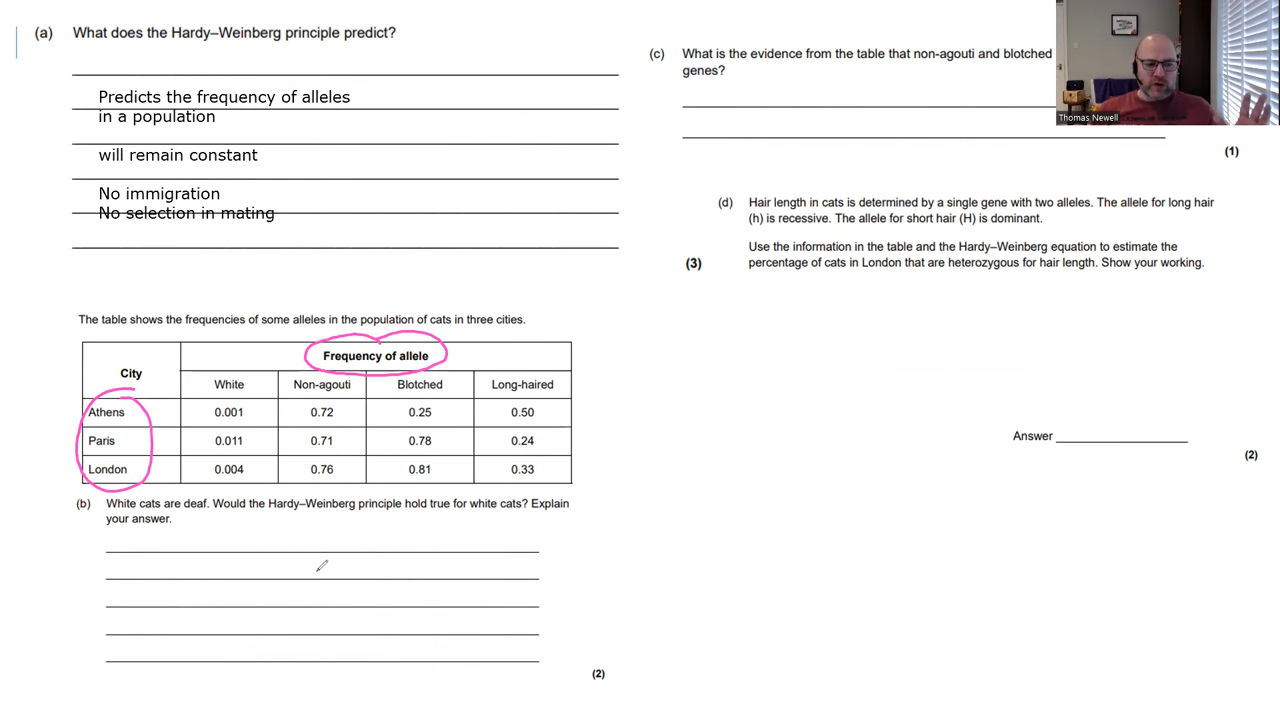 (a) What does the Hardy–Weinberg principle predict?
Predicts the frequency of alleles
in a population
will remain constant
No immigration
No selection in mating
(3)
The table shows the frequencies of some alleles in the population of cats in three cities.
City Frequency of allele
White Non-agouti Blotched Long-haired
Athens 0.001 0.72 0.25 0.50
Paris 0.011 0.71 0.78 0.24
London 0.004 0.76 0.81 0.33
(b) White cats are deaf. Would the Hardy–Weinberg principle hold true for white cats? Explain
your answer.
(2)
(c) What is the evidence from the table that non-agouti and blotched
genes?
Thomas Newell
(1)
(d) Hair length in cats is determined by a single gene with two alleles. The allele for long hair
(h) is recessive. The allele for short hair (H) is dominant.
Use the information in the table and the Hardy–Weinberg equation to estimate the
percentage of cats in London that are heterozygous for hair length. Show your working.
Answer
(2)